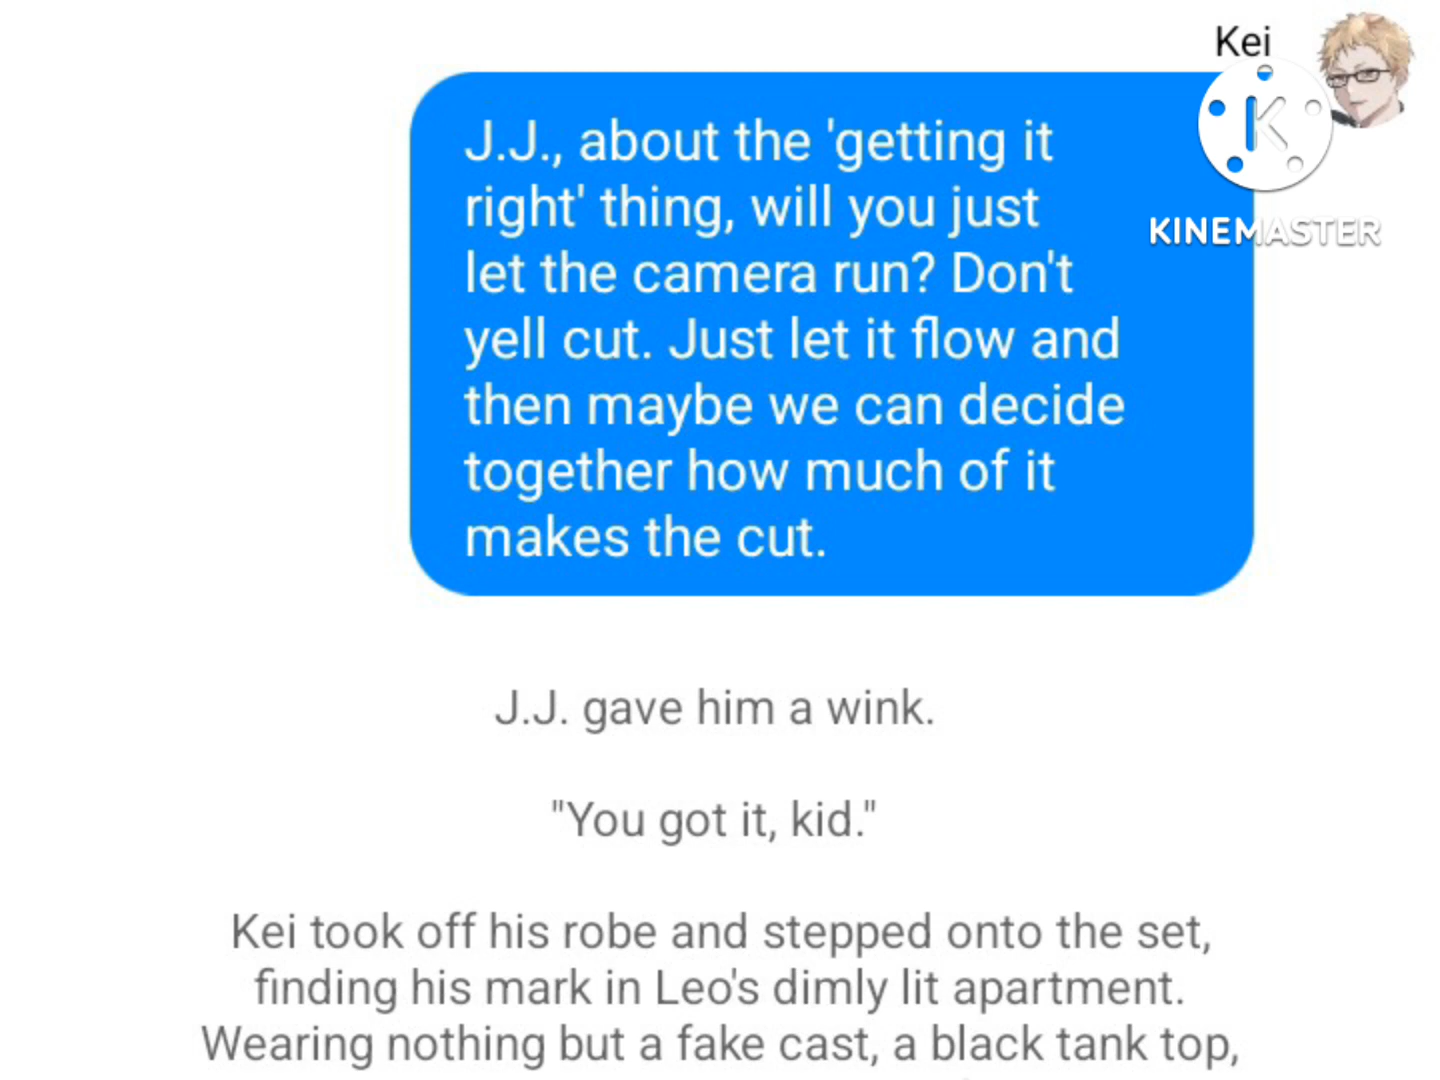 Kei
KINEMASTER
J.J., about the 'getting it
right' thing, will you just
let the camera run? Don't
yell cut. Just let it flow and
then maybe we can decide
together how much of it
makes the cut.
J.J. gave him a wink.
"You got it, kid."
Kei took off his robe and stepped onto the set,
finding his mark in Leo's dimly lit apartment.
Wearing nothing but a fake cast, a black tank top,